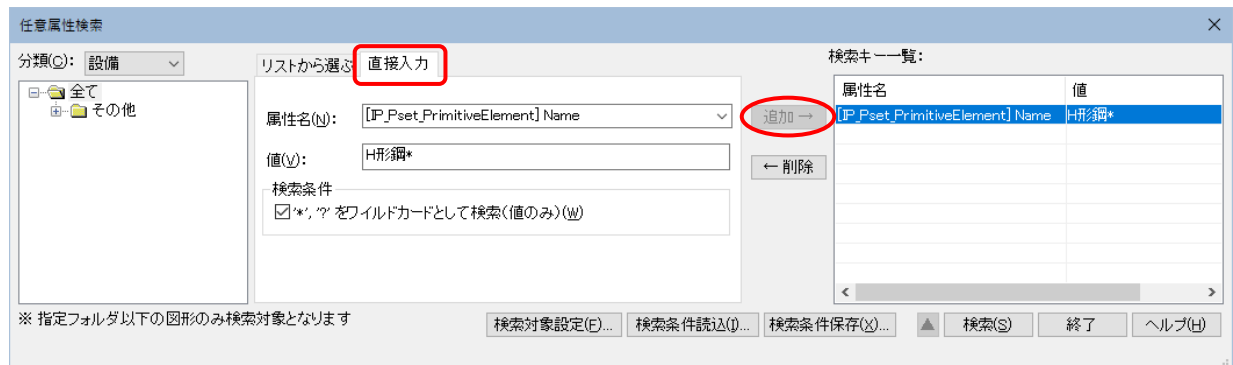 任意属性検索
分類(C): 設備
全て
その他
リストから選ぶ 直接入力
属性名(N): [IP_Pset_PrimitiveElement] Name
値(V): H形鋼*
検索条件
'*', '?' をワイルドカードとして検索(値のみ)(W)
追加→
←削除
検索キー一覧:
属性名 値
[IP_Pset_PrimitiveElement] Name H形鋼*
※ 指定フォルダ以下の図形のみ検索対象となります
検索対象設定(E)... 検索条件読込(I)... 検索条件保存(X)... ▲ 検索(S) 終了 ヘルプ(H)